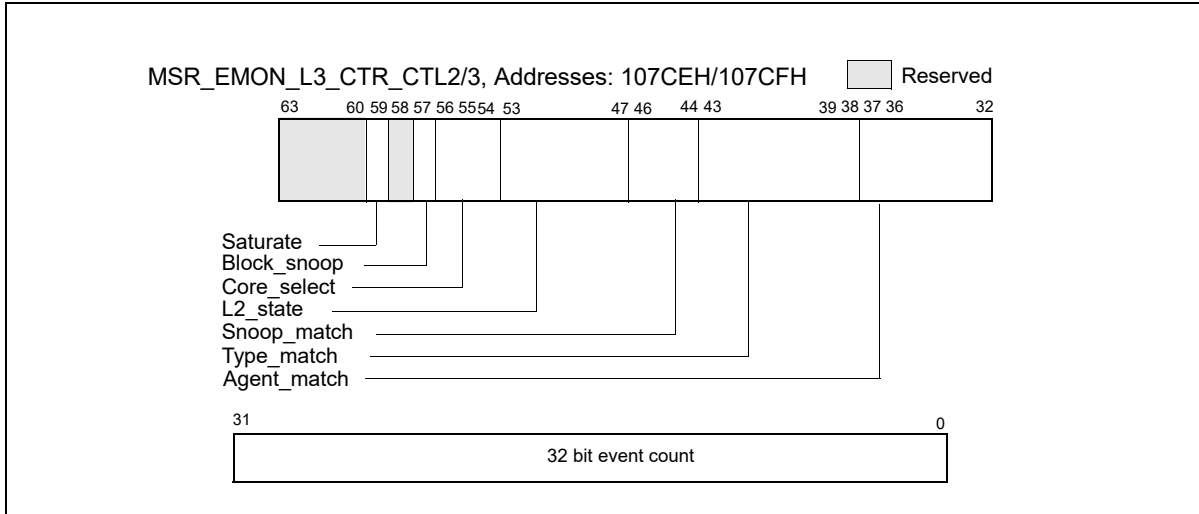 MSR_EMON_L3_CTR_CTL2/3, Addresses: 107CEH/107CFH Reserved
63 60 59 58 57 56 55 54 53 47 46 44 43 39 38 37 36 32
Saturate
Block_snoop
Core_select
L2_state
Snoop_match
Type_match
Agent_match
31 0
32 bit event count